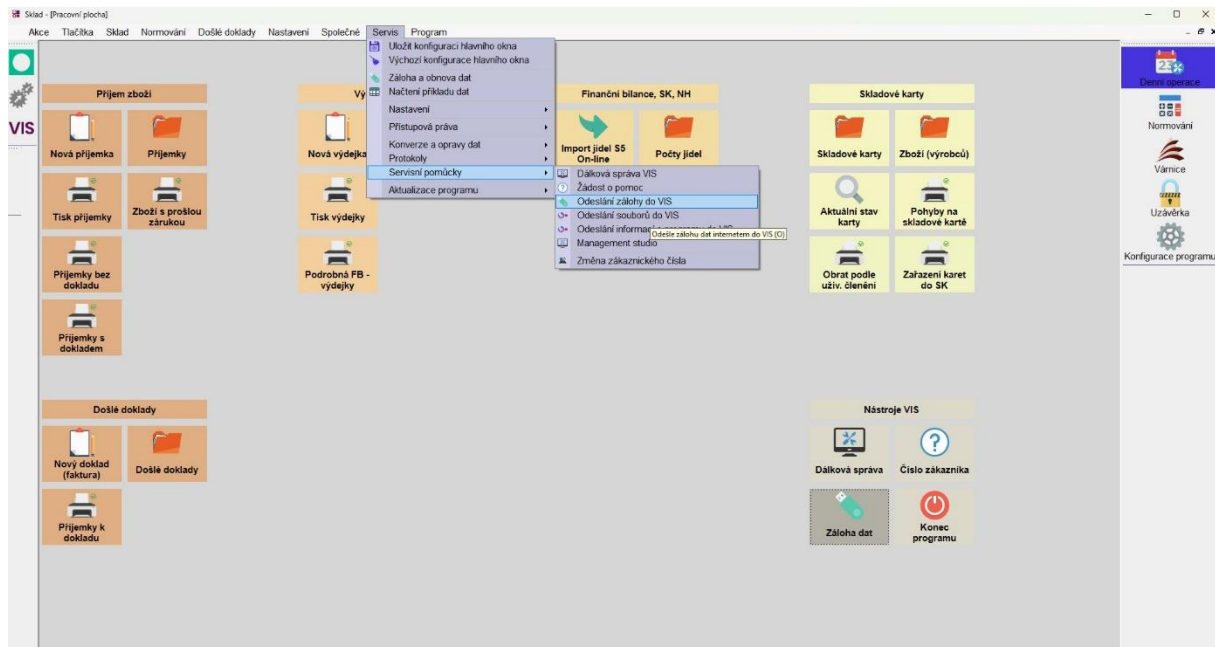 Sklad - [Pracovní plocha]
Akce Tlačítka Sklad Normování Došlé doklady Nastavení Společné Servis Program
Uložit konfiguraci hlavního okna
Výchozí konfigurace hlavního okna
Záloha a obnova dat
Načtení příkladu dat
Nastavení
Přístupová práva
Konverze a opravy dat
Protokoly
Servisní pomůcky
Aktualizace programu
Dálková správa VIS
Žádost o pomoc
Odeslání zálohy do VIS
Odeslání souborů do VIS
Odeslání
Odešle zálohu dat internetem do VIS (O)
Management studio
Změna zákaznického čísla
VIS
Příjem zboží
Nová příjemka
Příjemky
Tisk příjemky
Zboží s prošlou
zárukou
Příjemky bez
dokladu
Příjemky s
dokladem
Vý
Nová výdejka
Tisk výdejky
Podrobná FB -
výdejky
Finanční bilance, SK, NH
Import jídel S5
On-line
Počty jídel
Skladové karty
Skladové karty
Zboží (výrobců)
Aktuální stav
karty
Pohyby na
skladové kartě
Obrat podle
uživ. členění
Zařazení karet
do SK
Došlé doklady
Nový doklad
(faktura)
Došlé doklady
Příjemky k
dokladu
Nástroje VIS
Dálková správa
Číslo zákazníka
Záloha dat
Konec
programu
23
Denní operace
Normování
Várnice
Uzávěrka
Konfigurace programu